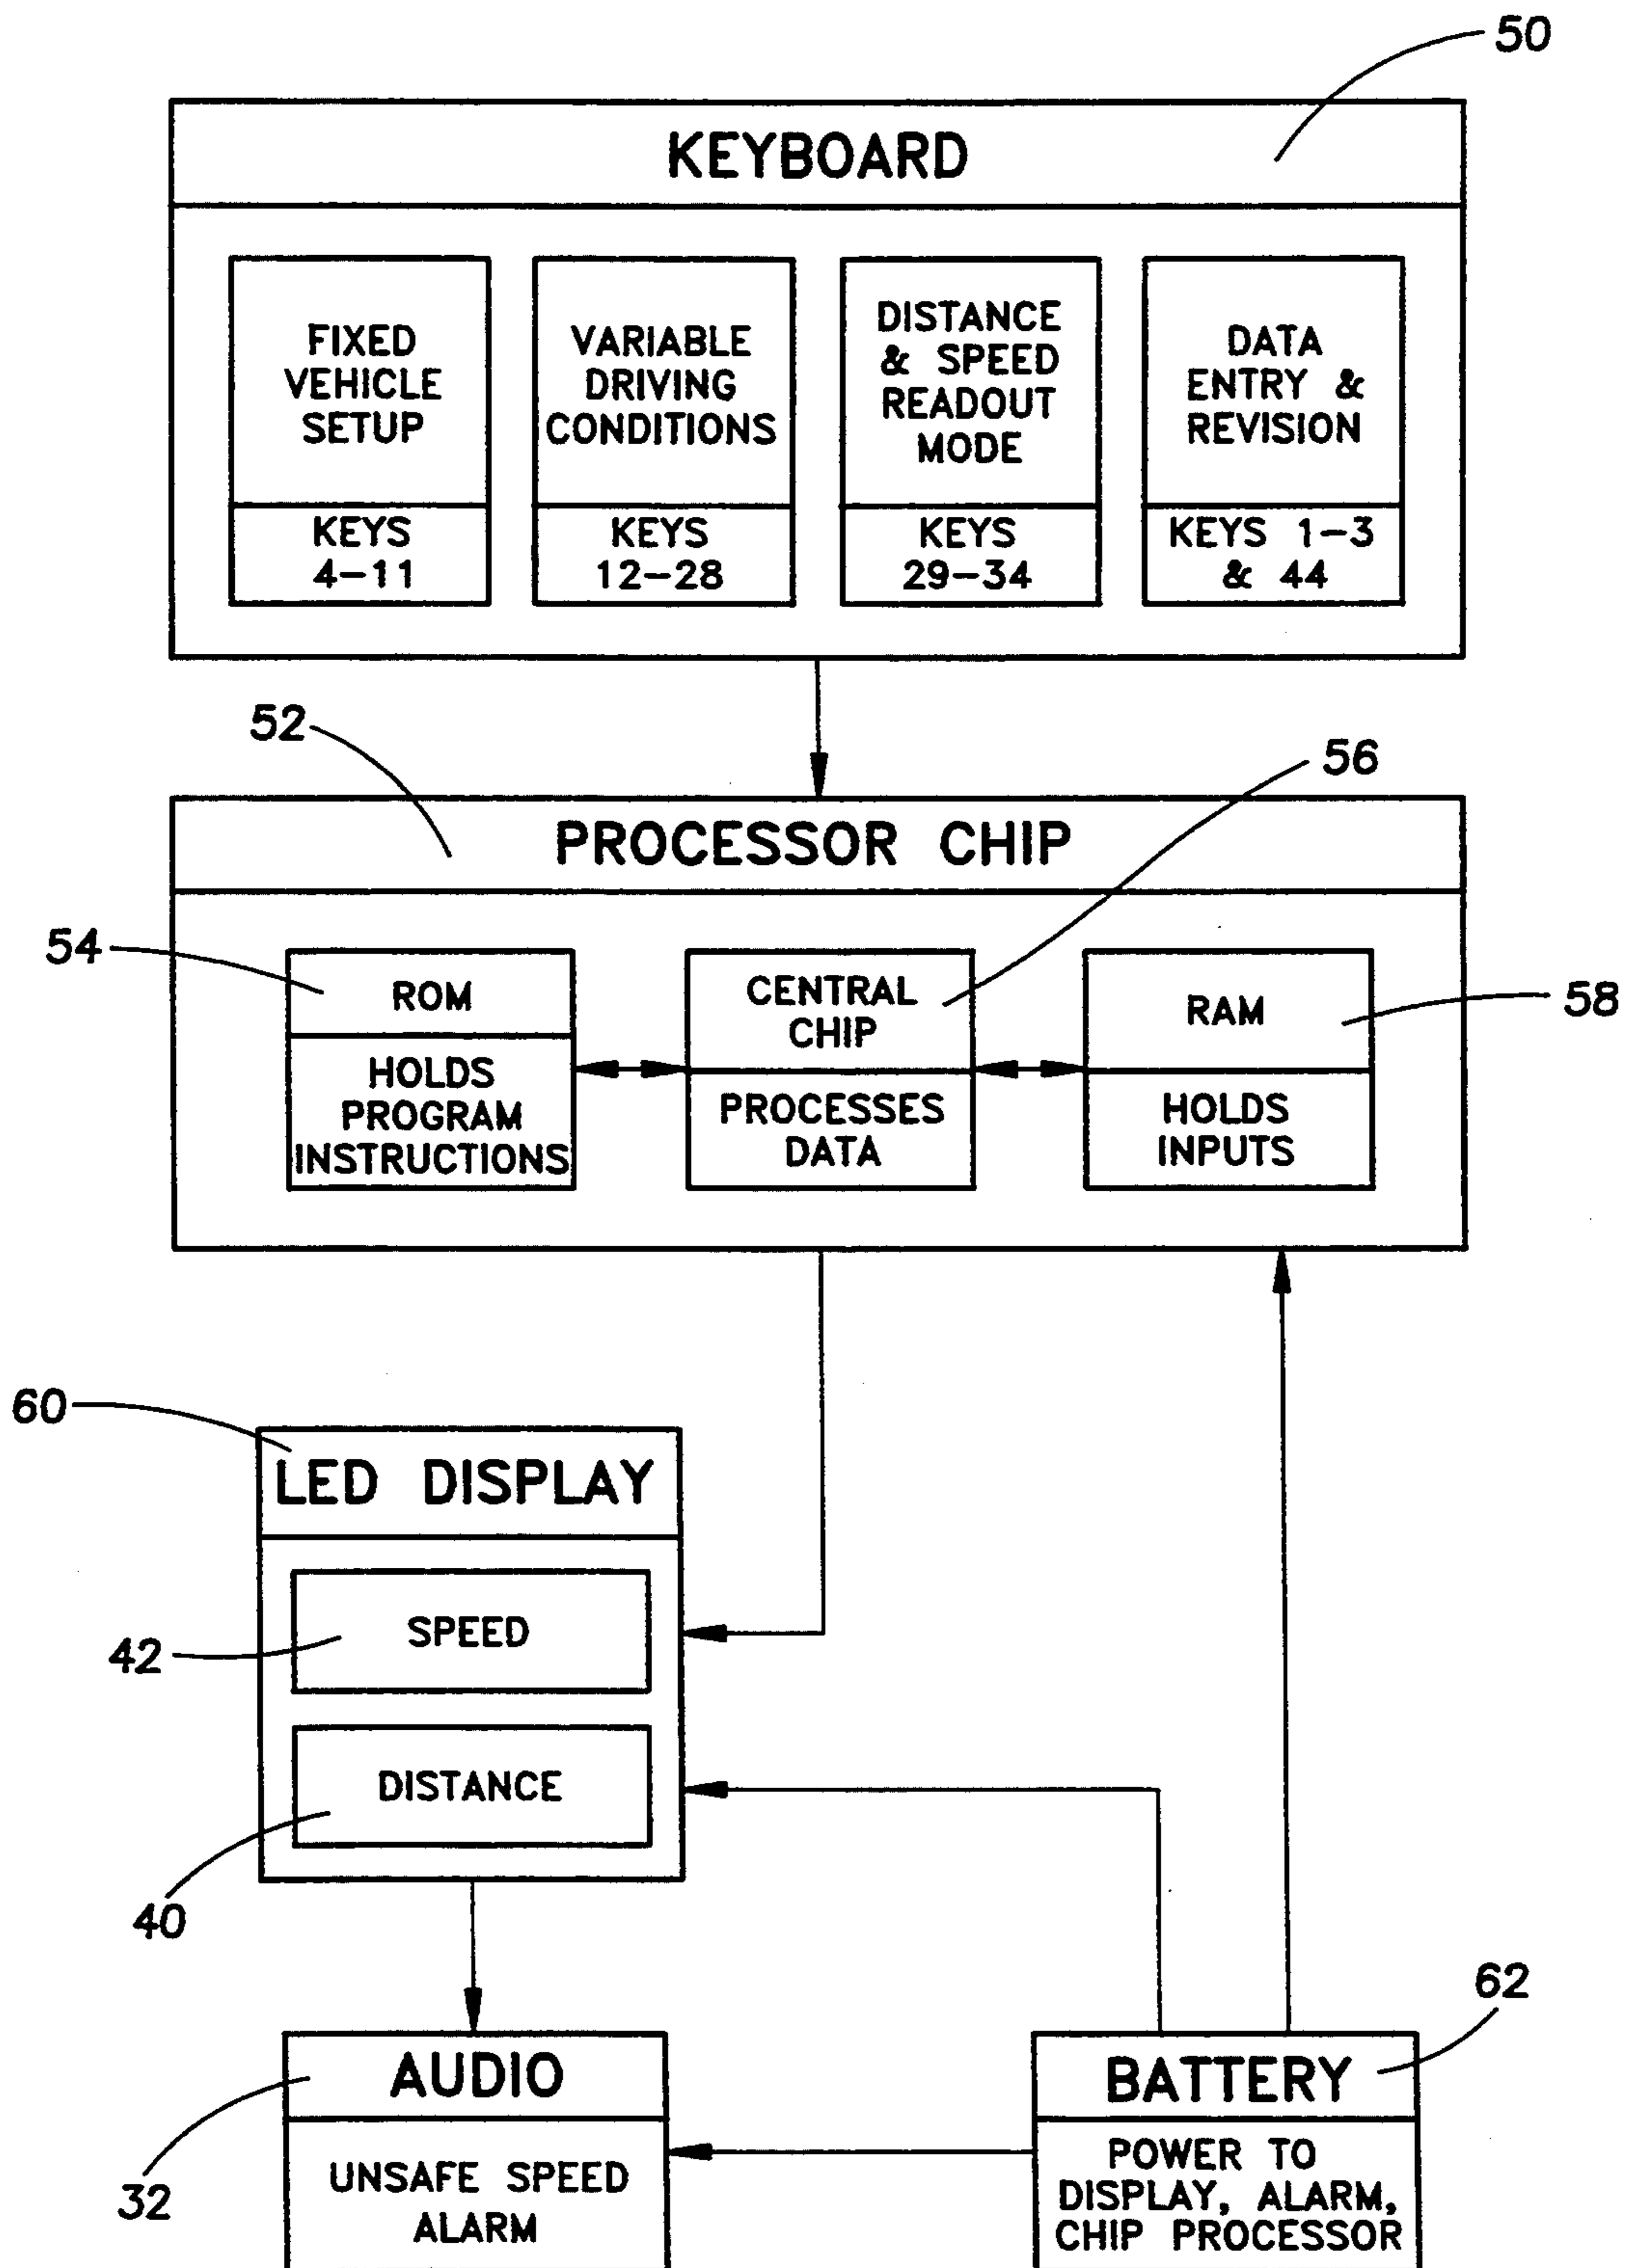 50
KEYBOARD
FIXED
VEHICLE
SETUP
KEYS
4-11
VARIABLE
DRIVING
CONDITIONS
KEYS
12-28
DISTANCE
& SPEED
READOUT
MODE
KEYS
29-34
DATA
ENTRY &
REVISION
KEYS 1-3
& 44
52
56
PROCESSOR CHIP
54
ROM
HOLDS
PROGRAM
INSTRUCTIONS
CENTRAL
CHIP
PROCESSES
DATA
RAM
HOLDS
INPUTS
58
60
LED DISPLAY
SPEED
42
DISTANCE
40
62
AUDIO
UNSAFE SPEED
ALARM
32
BATTERY
POWER TO
DISPLAY, ALARM,
CHIP PROCESSOR